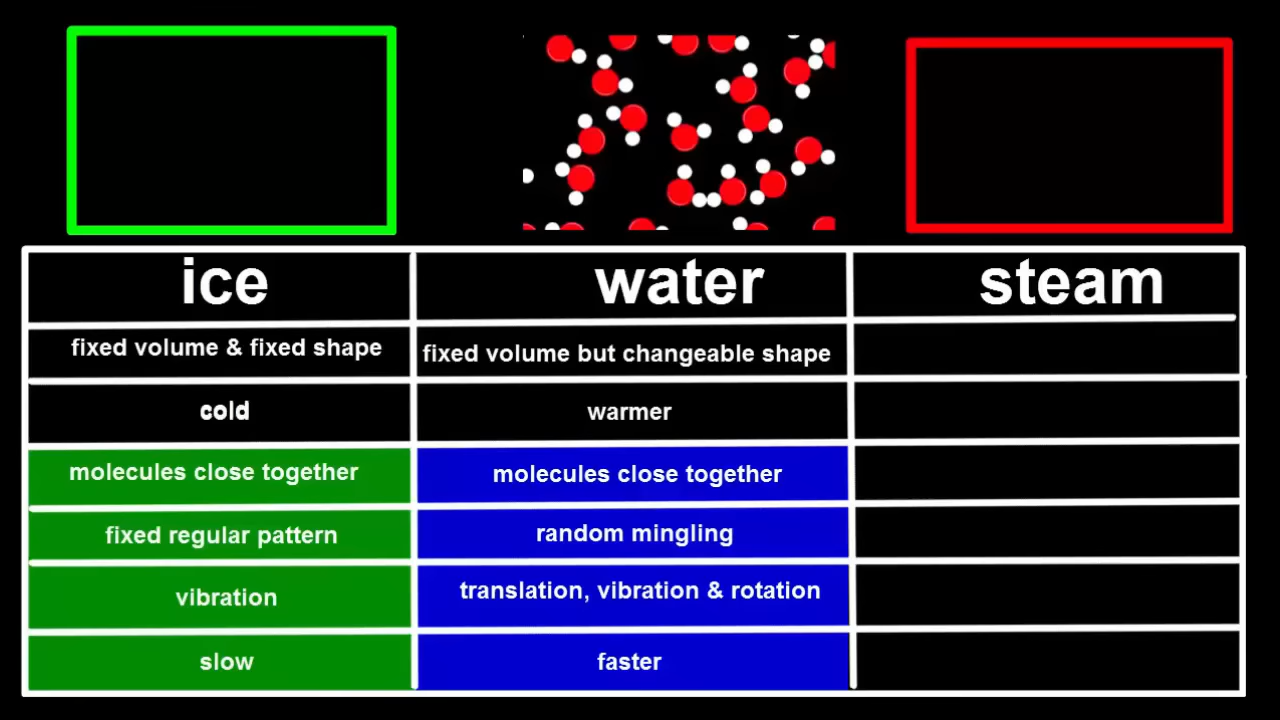 ice water steam
fixed volume & fixed shape fixed volume but changeable shape
cold warmer
molecules close together molecules close together
fixed regular pattern random mingling
vibration translation, vibration & rotation
slow faster